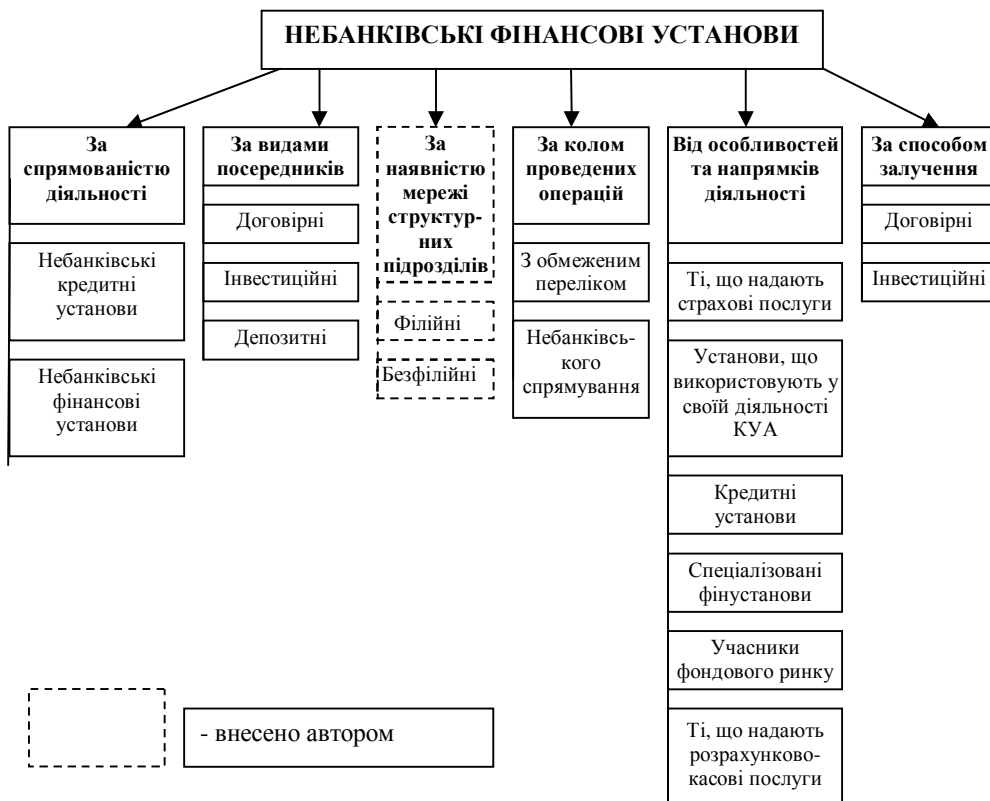 НЕБАНКІВСЬКІ ФІНАНСОВІ УСТАНОВИ
За
спрямованістю
діяльності
Небанківські
кредитні
установи
Небанківські
фінансові
установи
За видами
посередників
Договірні
Інвестиційні
Депозитні
За
наявністю
мережі
структур-
них
підрозділів
Філійні
Безфілійні
За колом
проведених
операцій
З обмеженим
переліком
Небанківсь-
кого
спрямування
Від особливостей
та напрямків
діяльності
Ті, що надають
страхові послуги
Установи, що
використовують у
своїй діяльності
КУА
Кредитні
установи
Спеціалізовані
фінустанови
Учасники
фондового ринку
Ті, що надають
розрахунково-
касові послуги
За способом
залучення
Договірні
Інвестиційні
- внесено автором